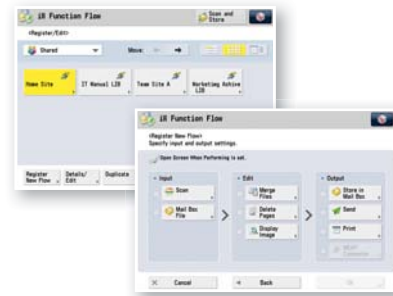 iR Function Flow
Scan and Store
<Register/Edit>
Shared
Move:
Home Site
IT Manual LIB
Team Site A
Marketing Achive LIB
Register New Flow
Details/ Edit
Duplicate
iR Function Flow
<Register New Flow>
Specify input and output settings.
Open Screen When Performing is set.
Input
Edit
Output
Scan
Mail Box File
Merge Files
Delete Pages
Display Image
Store in Mail Box
Send
Print
Cancel
Back